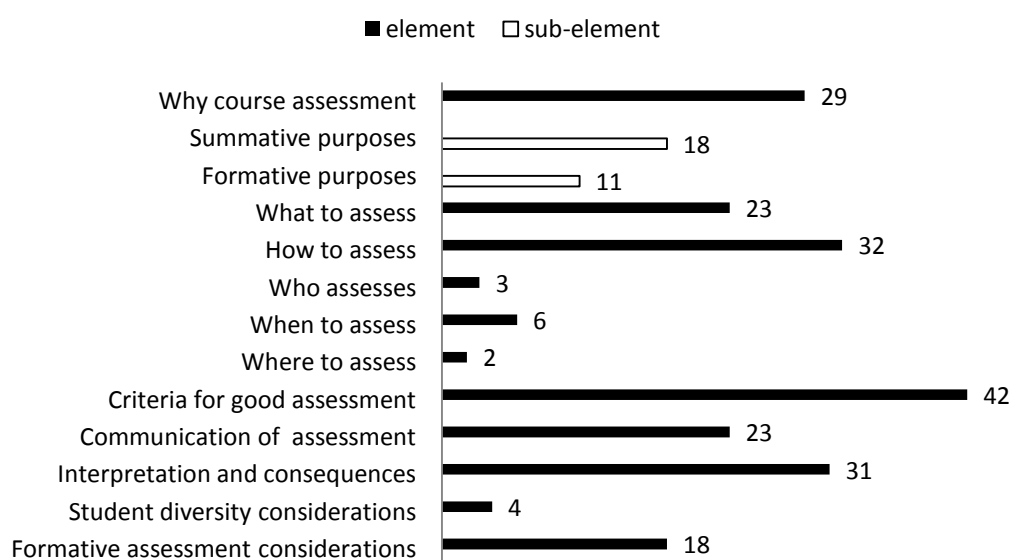 element sub-element
Why course assessment 29
Summative purposes 18
Formative purposes 11
What to assess 23
How to assess 32
Who assesses 3
When to assess 6
Where to assess 2
Criteria for good assessment 42
Communication of assessment 23
Interpretation and consequences 31
Student diversity considerations 4
Formative assessment considerations 18